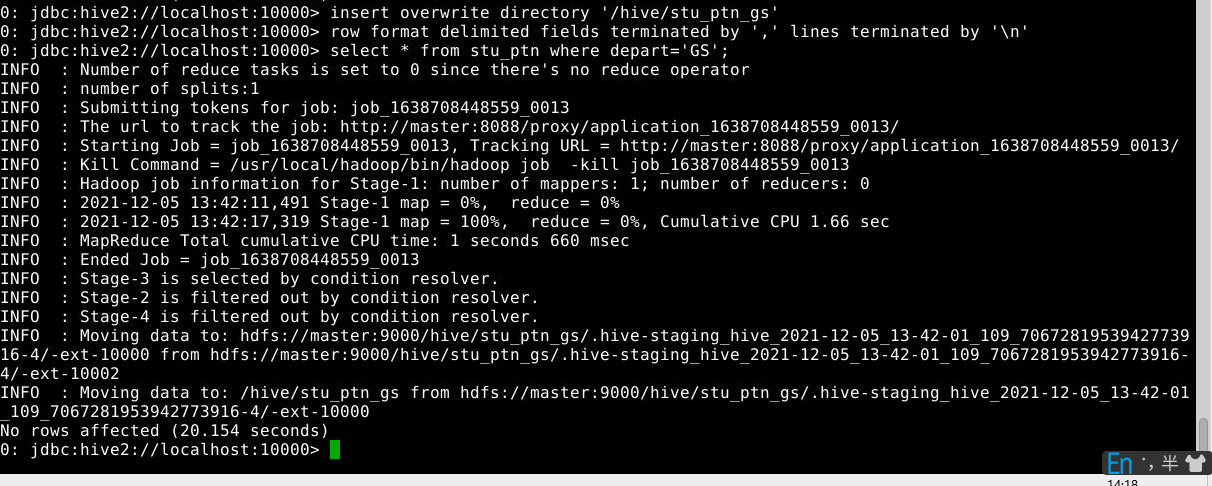 0: jdbc:hive2://localhost:10000> insert overwrite directory '/hive/stu_ptn_gs'
0: jdbc:hive2://localhost:10000> row format delimited fields terminated by ',' lines terminated by '\n'
0: jdbc:hive2://localhost:10000> select * from stu_ptn where depart='GS';
INFO  : Number of reduce tasks is set to 0 since there's no reduce operator
INFO  : number of splits:1
INFO  : Submitting tokens for job: job_1638708448559_0013
INFO  : The url to track the job: http://master:8088/proxy/application_1638708448559_0013/
INFO  : Starting Job = job_1638708448559_0013, Tracking URL = http://master:8088/proxy/application_1638708448559_0013/
INFO  : Kill Command = /usr/local/hadoop/bin/hadoop job  -kill job_1638708448559_0013
INFO  : Hadoop job information for Stage-1: number of mappers: 1; number of reducers: 0
INFO  : 2021-12-05 13:42:11,491 Stage-1 map = 0%,  reduce = 0%
INFO  : 2021-12-05 13:42:17,319 Stage-1 map = 100%,  reduce = 0%, Cumulative CPU 1.66 sec
INFO  : MapReduce Total cumulative CPU time: 1 seconds 660 msec
INFO  : Ended Job = job_1638708448559_0013
INFO  : Stage-3 is selected by condition resolver.
INFO  : Stage-2 is filtered out by condition resolver.
INFO  : Stage-4 is filtered out by condition resolver.
INFO  : Moving data to: hdfs://master:9000/hive/stu_ptn_gs/.hive-staging_hive_2021-12-05_13-42-01_109_70672819539427739
16-4/-ext-10000 from hdfs://master:9000/hive/stu_ptn_gs/.hive-staging_hive_2021-12-05_13-42-01_109_7067281953942773916-
4/-ext-10002
INFO  : Moving data to: /hive/stu_ptn_gs from hdfs://master:9000/hive/stu_ptn_gs/.hive-staging_hive_2021-12-05_13-42-01
_109_7067281953942773916-4/-ext-10000
No rows affected (20.154 seconds)
0: jdbc:hive2://localhost:10000>
En 半
14:18